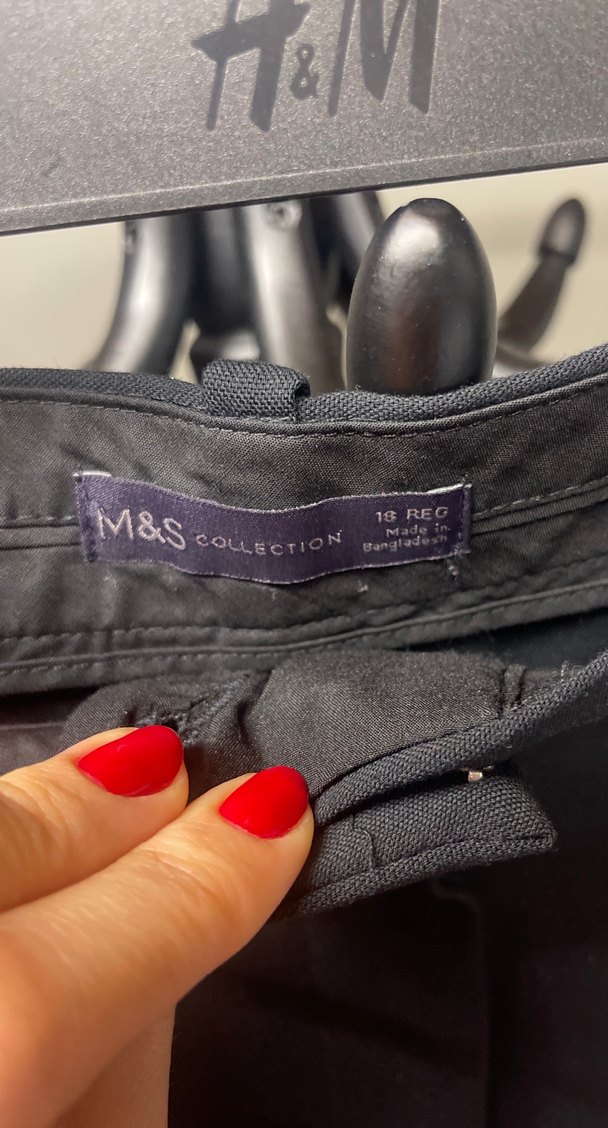 H&M
M&S COLLECTION
18 REG
Made in
Bangladesh